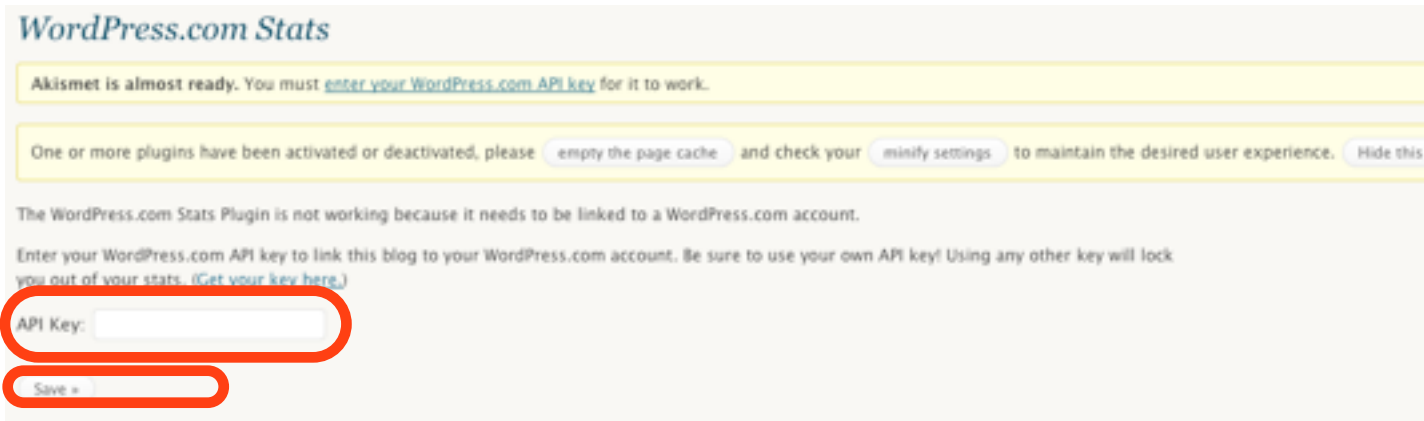 WordPress.com Stats
Akismet is almost ready. You must enter your WordPress.com API key for it to work.
One or more plugins have been activated or deactivated, please empty the page cache and check your minify settings to maintain the desired user experience. Hide this
The WordPress.com Stats Plugin is not working because it needs to be linked to a WordPress.com account.
Enter your WordPress.com API key to link this blog to your WordPress.com account. Be sure to use your own API key! Using any other key will lock
you out of your stats. (Get your key here.)
API Key:
Save »